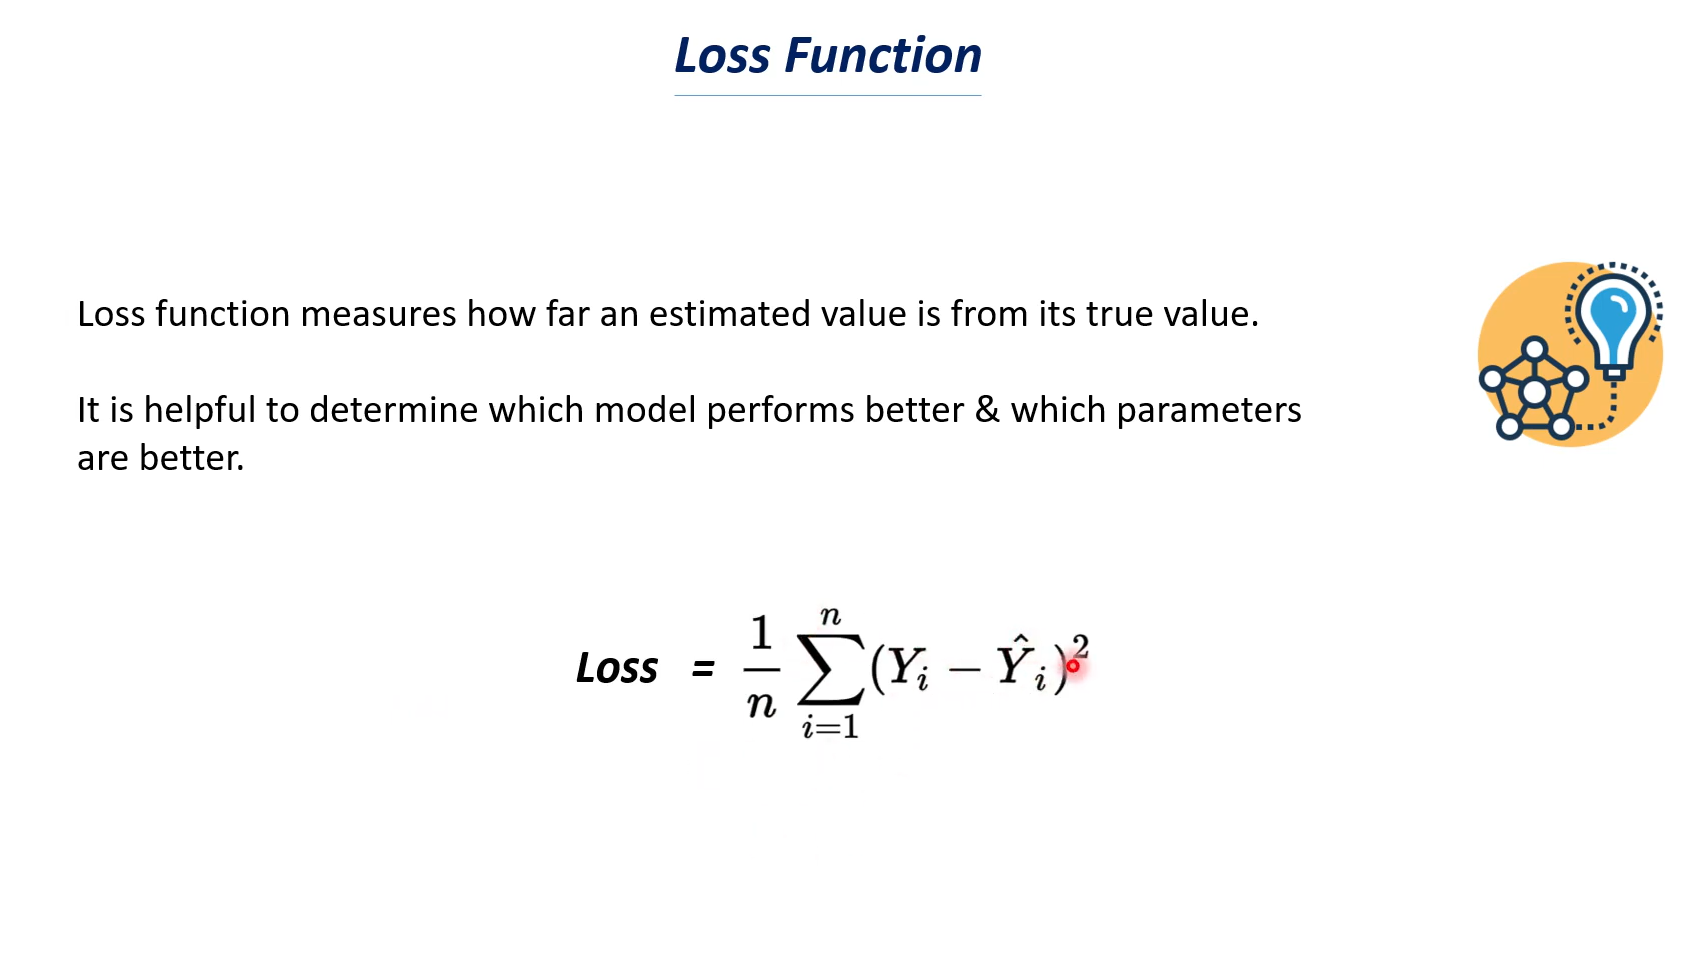 Loss Function
Loss function measures how far an estimated value is from its true value.
It is helpful to determine which model performs better & which parameters
are better.
Loss = \frac{1}{n} \sum_{i=1}^{n} (Y_i - \hat{Y}_i)^2